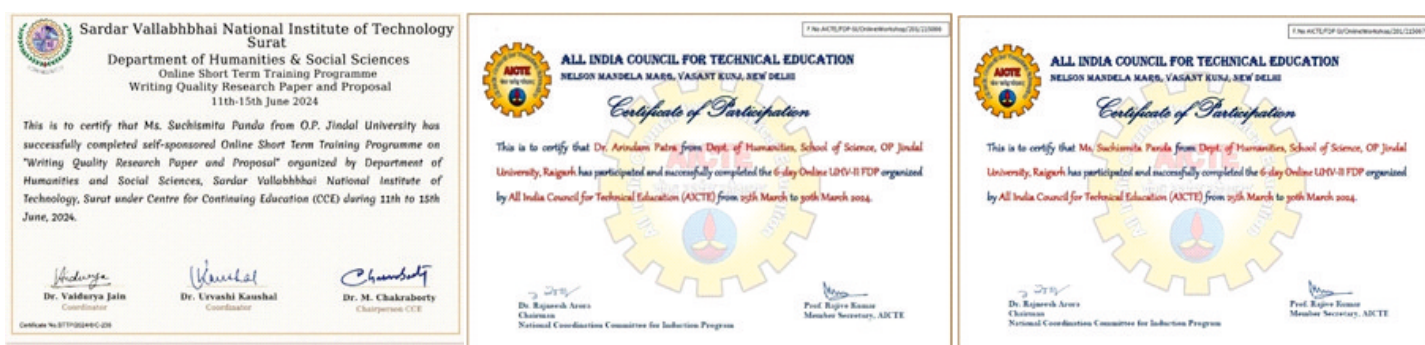 Sardar Vallabhbhai National Institute of Technology
Surat
Department of Humanities & Social Sciences
Online Short Term Training Programme
Writing Quality Research Paper and Proposal
11th-15th June 2024
This is to certify that Ms. Suchismita Panda from O.P. Jindal University has
successfully completed self-sponsored Online Short Term Training Programme on
"Writing Quality Research Paper and Proposal" organized by Department of
Humanities and Social Sciences, Sardar Vallabhbhai National Institute of
Technology, Surat under Centre for Continuing Education (CCE) during 11th to 15th
June, 2024.
Vaidurya
Kaushal
Dr. Vaidurya Jain
Coordinator
Dr. Urvashi Kaushal
Coordinator
Dr. M. Chakraborty
Chairperson CCE
ALL INDIA COUNCIL FOR TECHNICAL EDUCATION
NELSON MANDELA MARG, VASANT KUNJ, NEW DELHI
AICTE
Certificate of Participation
This is to certify that Dr. Arindam Patra from Dept. of Humanities, School of Science, OP Jindal
University, Raigarh has participated and successfully completed the 6-day Online UHV-II FDP organized
by All India Council for Technical Education (AICTE) from 25th March to 30th March 2024.
Dr. Rajneesh Arora
Chairman
National Coordination Committee for Induction Program
Prof. Rajive Kumar
Member Secretary, AICTE
ALL INDIA COUNCIL FOR TECHNICAL EDUCATION
NELSON MANDELA MARG, VASANT KUNJ, NEW DELHI
AICTE
Certificate of Participation
This is to certify that Ms. Suchismita Panda from Dept. of Humanities, School of Science, OP Jindal
University, Raigarh has participated and successfully completed the 6-day Online UHV-II FDP organized
by All India Council for Technical Education (AICTE) from 25th March to 30th March 2024.
Dr. Rajneesh Arora
Chairman
National Coordination Committee for Induction Program
Prof. Rajive Kumar
Member Secretary, AICTE